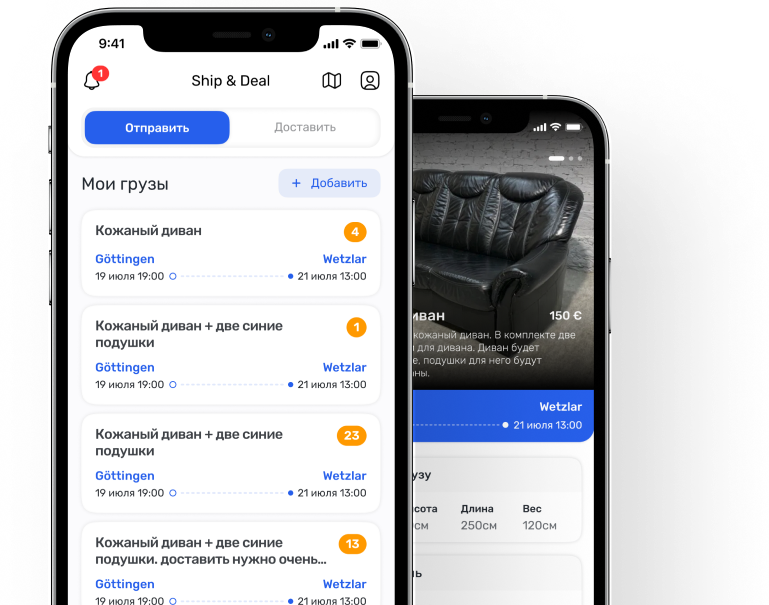 9:41
1
Ship & Deal
Отправить
Доставить
Мои грузы
+ Добавить
Кожаный диван
4
Göttingen
Wetzlar
19 июля 19:00
21 июля 13:00
Кожаный диван + две синие
подушки
1
Göttingen
Wetzlar
19 июля 19:00
21 июля 13:00
Кожаный диван + две синие
подушки
23
Göttingen
Wetzlar
19 июля 19:00
21 июля 13:00
Кожаный диван + две синие
подушки. доставить нужно очень...
13
Göttingen
Wetzlar
19 июля 19:00
21 июля 13:00
иван
150 €
кожаный диван. В комплекте две
для дивана. Диван будет
е, подушки для него будут
ны.
Wetzlar
21 июля 13:00
узу
сота
Длина
Вес
см
250см
120см
ь